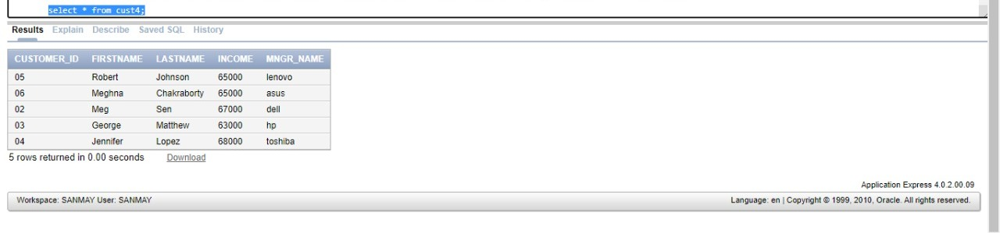 select * from cust4;
Results Explain Describe Saved SQL History
CUSTOMER_ID FIRSTNAME LASTNAME INCOME MNGR_NAME
05 Robert Johnson 65000 lenovo
06 Meghna Chakraborty 65000 asus
02 Meg Sen 67000 dell
03 George Matthew 63000 hp
04 Jennifer Lopez 68000 toshiba
5 rows returned in 0.00 seconds Download
Application Express 4.0.2.00.09
Workspace: SANMAY User: SANMAY Language: en | Copyright © 1999, 2010, Oracle. All rights reserved.